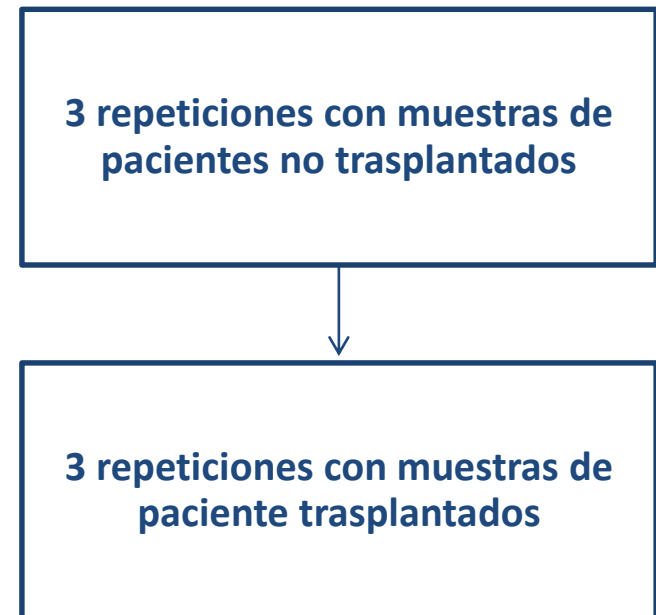 3 repeticiones con muestras de
pacientes no trasplantados
3 repeticiones con muestras de
paciente trasplantados